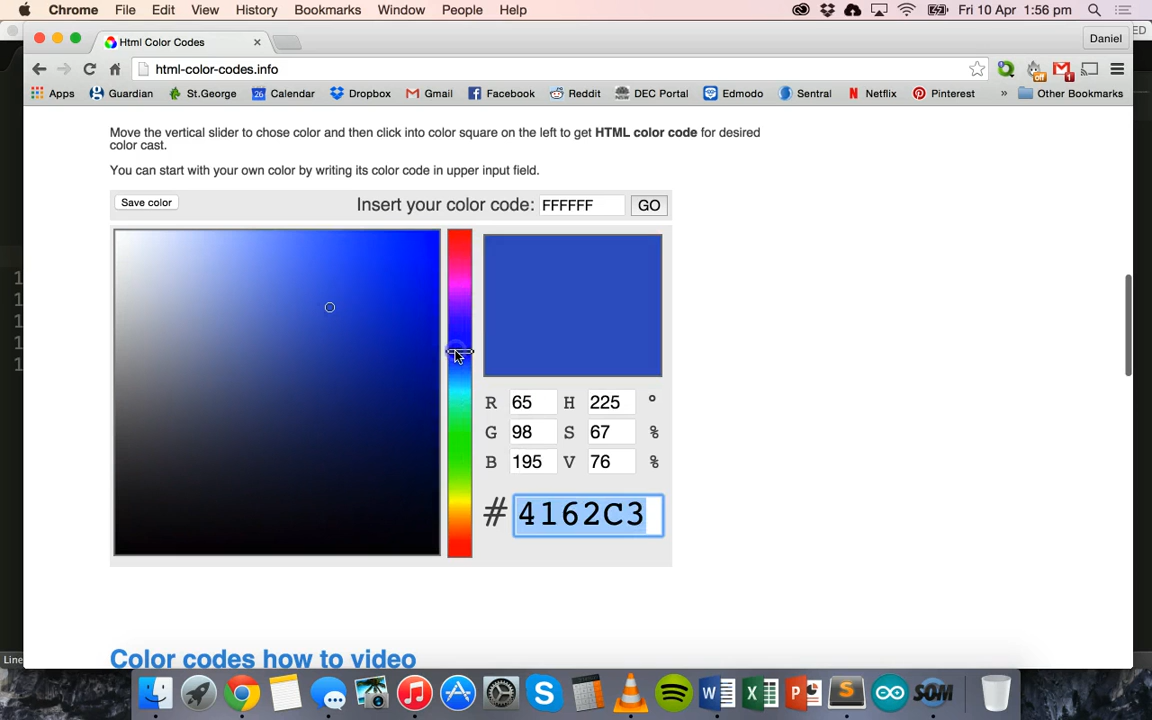 Chrome File Edit View History Bookmarks Window People Help Fri 10 Apr 1:56 pm
Html Color Codes Daniel
html-color-codes.info
Apps Guardian St.George 26 Calendar Dropbox Gmail Facebook Reddit DEC Portal Edmodo Sentral Netflix Pinterest » Other Bookmarks
Move the vertical slider to chose color and then click into color square on the left to get HTML color code for desired
color cast.
You can start with your own color by writing its color code in upper input field.
Save color Insert your color code: FFFFFF GO
R 65 H 225 °
G 98 S 67 %
B 195 V 76 %
# 4162C3
Color codes how to video
Line
SOM